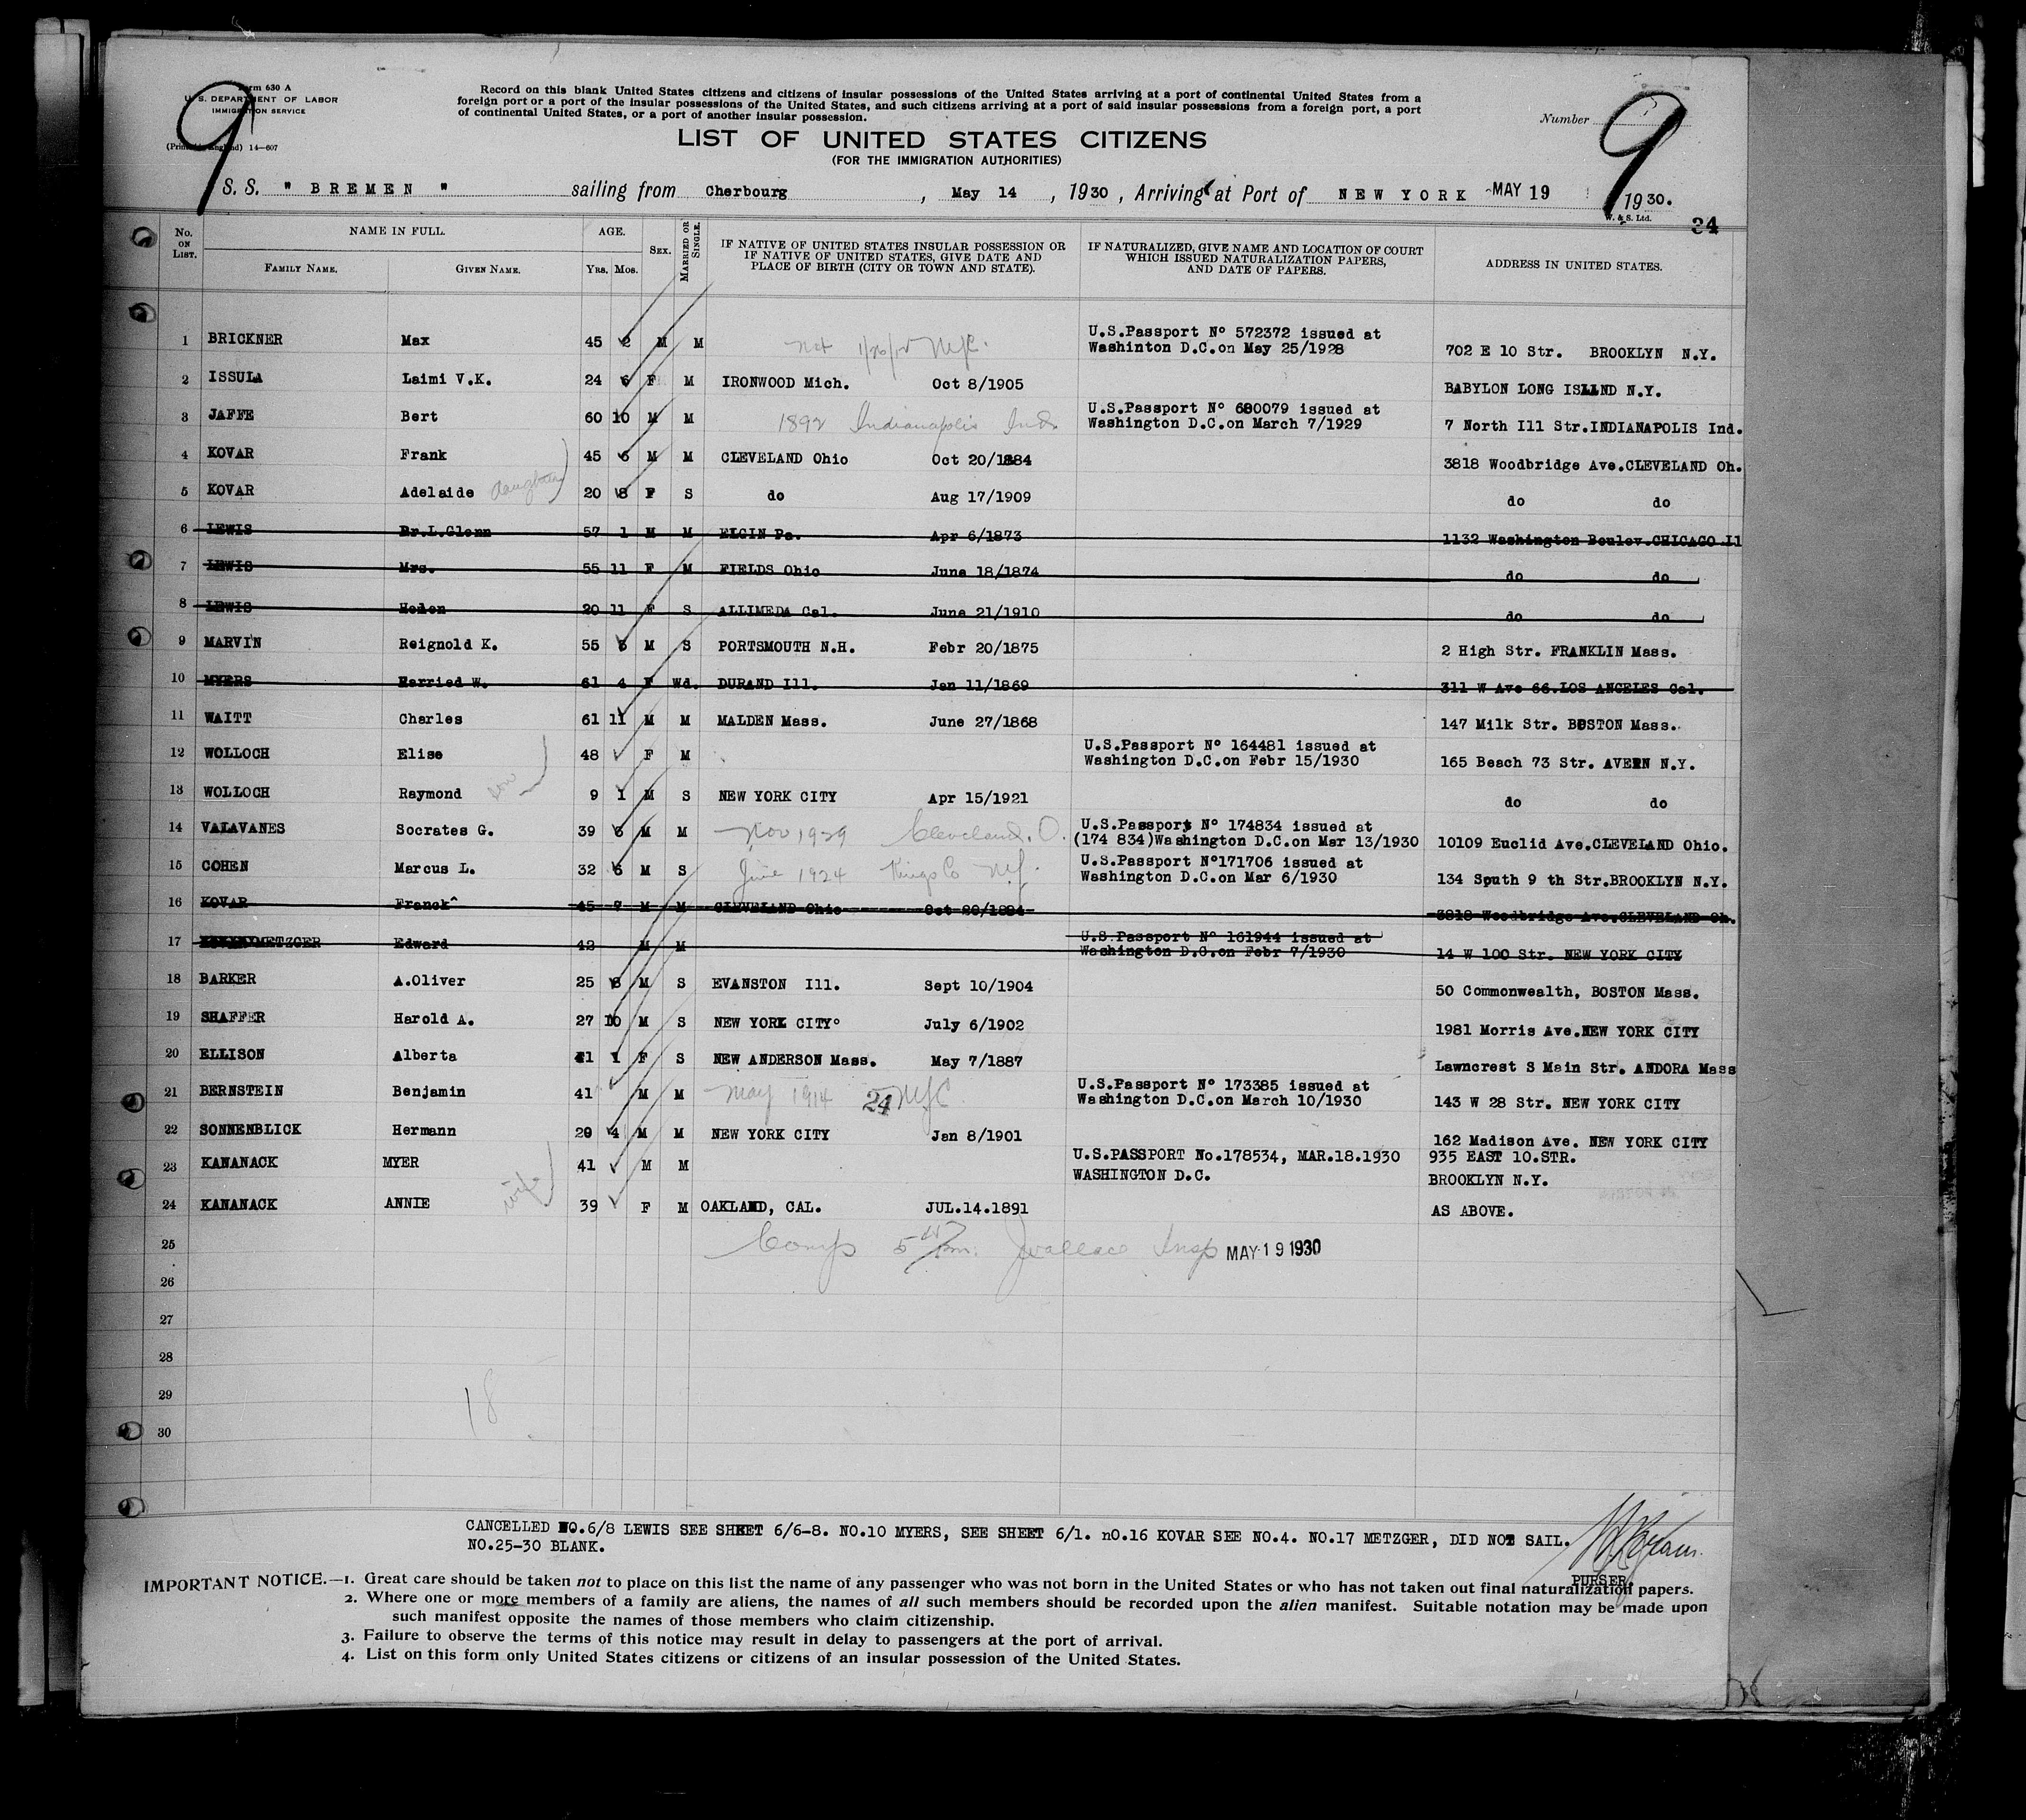 9
Form 630 A
U. S. DEPARTMENT OF LABOR
IMMIGRATION SERVICE
(Printed in England) 14—607
Record on this blank United States citizens and citizens of insular possessions of the United States arriving at a port of continental United States from a
foreign port or a port of the insular possessions of the United States, and such citizens arriving at a port of said insular possessions from a foreign port, a port
of continental United States, or a port of another insular possession.
LIST OF UNITED STATES CITIZENS
(FOR THE IMMIGRATION AUTHORITIES)
Number 9
S. S. " BREMEN " sailing from Cherbourg , May 14 , 1930 , Arriving at Port of NEW YORK MAY 19 1930.
W. & S. Ltd.
34
No. ON LIST. NAME IN FULL. AGE. SEX. MARRIED OR SINGLE. IF NATIVE OF UNITED STATES INSULAR POSSESSION OR IF NATIVE OF UNITED STATES, GIVE DATE AND PLACE OF BIRTH (CITY OR TOWN AND STATE). IF NATURALIZED, GIVE NAME AND LOCATION OF COURT WHICH ISSUED NATURALIZATION PAPERS, AND DATE OF PAPERS. ADDRESS IN UNITED STATES.
FAMILY NAME. GIVEN NAME. YRS. MOS.
1 BRICKNER Max 45 2 M M U.S.Passport Nº 572372 issued at
Washinton D.C.on May 25/1928 702 E 10 Str. BROOKLYN N.Y.
2 ISSULA Laimi V.K. 24 6 F M IRONWOOD Mich. Oct 8/1905 BABYLON LONG ISLAND N.Y.
3 JAFFE Bert 60 10 M M 1892 Indianapolis Ind U.S.Passport Nº 680079 issued at
Washington D.C.on March 7/1929 7 North Ill Str.INDIANAPOLIS Ind.
4 KOVAR Frank 45 6 M M CLEVELAND Ohio Oct 20/1884 3818 Woodbridge Ave.CLEVELAND Oh.
5 KOVAR Adelaide daughter 20 8 F S do Aug 17/1909 do do
6 LEWIS Dr.L.Glenn 57 1 M M ELGIN Pa. Apr 6/1873 1132 Washington Boulev.CHICAGO Il
7 LEWIS Mrs. 55 11 F M FIELDS Ohio June 18/1874 do do
8 LEWIS Helen 20 11 F S ALLIMEDA Cal. June 21/1910 do do
9 MARVIN Reignold K. 55 3 M S PORTSMOUTH N.H. Febr 20/1875 2 High Str. FRANKLIN Mass.
10 MYERS Harried W. 61 4 F Wd. DURAND Ill. Jan 11/1869 311 W Ave 66.LOS ANGELES Cal.
11 WAITT Charles 61 11 M M MALDEN Mass. June 27/1868 147 Milk Str. BOSTON Mass.
12 WOLLOCH Elise 48 F M U.S.Passport Nº 164481 issued at
Washington D.C.on Febr 15/1930 165 Beach 73 Str. AVERN N.Y.
13 WOLLOCH Raymond son 9 1 M S NEW YORK CITY Apr 15/1921 do do
14 VALAVANES Socrates G. 39 6 M M Nov 1929 Cleveland. O. U.S.Passport Nº 174834 issued at
(174 834)Washington D.C.on Mar 13/1930 10109 Euclid Ave.CLEVELAND Ohio.
15 COHEN Marcus L. 32 6 M S June 1924 Kings Co NY. U.S.Passport Nº171706 issued at
Washington D.C.on Mar 6/1930 134 South 9 th Str.BROOKLYN N.Y.
16 KOVAR Franck 45 7 M M CLEVELAND Ohio Oct 20/1884 3818 Woodbridge Ave.CLEVELAND Oh.
17 METZGER Edward 42 M M U.S.Passport Nº 161944 issued at
Washington D.C.on Febr 7/1930 14 W 100 Str. NEW YORK CITY
18 BARKER A.Oliver 25 8 M S EVANSTON Ill. Sept 10/1904 50 Commonwealth, BOSTON Mass.
19 SHAFFER Harold A. 27 10 M S NEW YORK CITY° July 6/1902 1981 Morris Ave.NEW YORK CITY
20 ELLISON Alberta 41 1 F S NEW ANDERSON Mass. May 7/1887 Lawncrest S Main Str. ANDORA Mass
21 BERNSTEIN Benjamin 41 M M May 1914 24 NYC U.S.Passport Nº 173385 issued at
Washington D.C.on March 10/1930 143 W 28 Str. NEW YORK CITY
22 SONNENBLICK Hermann 29 4 M M NEW YORK CITY Jan 8/1901 162 Madison Ave. NEW YORK CITY
23 KANANACK MYER 41 M M U.S.PASSPORT No.178534, MAR.18.1930
WASHINGTON D.C. 935 EAST 10.STR.
BROOKLYN N.Y.
24 KANANACK ANNIE wife 39 F M OAKLAND, CAL. JUL.14.1891 AS ABOVE.
25 Comp Jwallace Insp MAY 19 1930
26
27
28
29
18
30
CANCELLED NO.6/8 LEWIS SEE SHEET 6/6-8. NO.10 MYERS, SEE SHEET 6/1. nO.16 KOVAR SEE NO.4. NO.17 METZGER, DID NOT SAIL.
NO.25-30 BLANK.
PURSER.
IMPORTANT NOTICE.—1. Great care should be taken not to place on this list the name of any passenger who was not born in the United States or who has not taken out final naturalization papers.
2. Where one or more members of a family are aliens, the names of all such members should be recorded upon the alien manifest. Suitable notation may be made upon
such manifest opposite the names of those members who claim citizenship.
3. Failure to observe the terms of this notice may result in delay to passengers at the port of arrival.
4. List on this form only United States citizens or citizens of an insular possession of the United States.